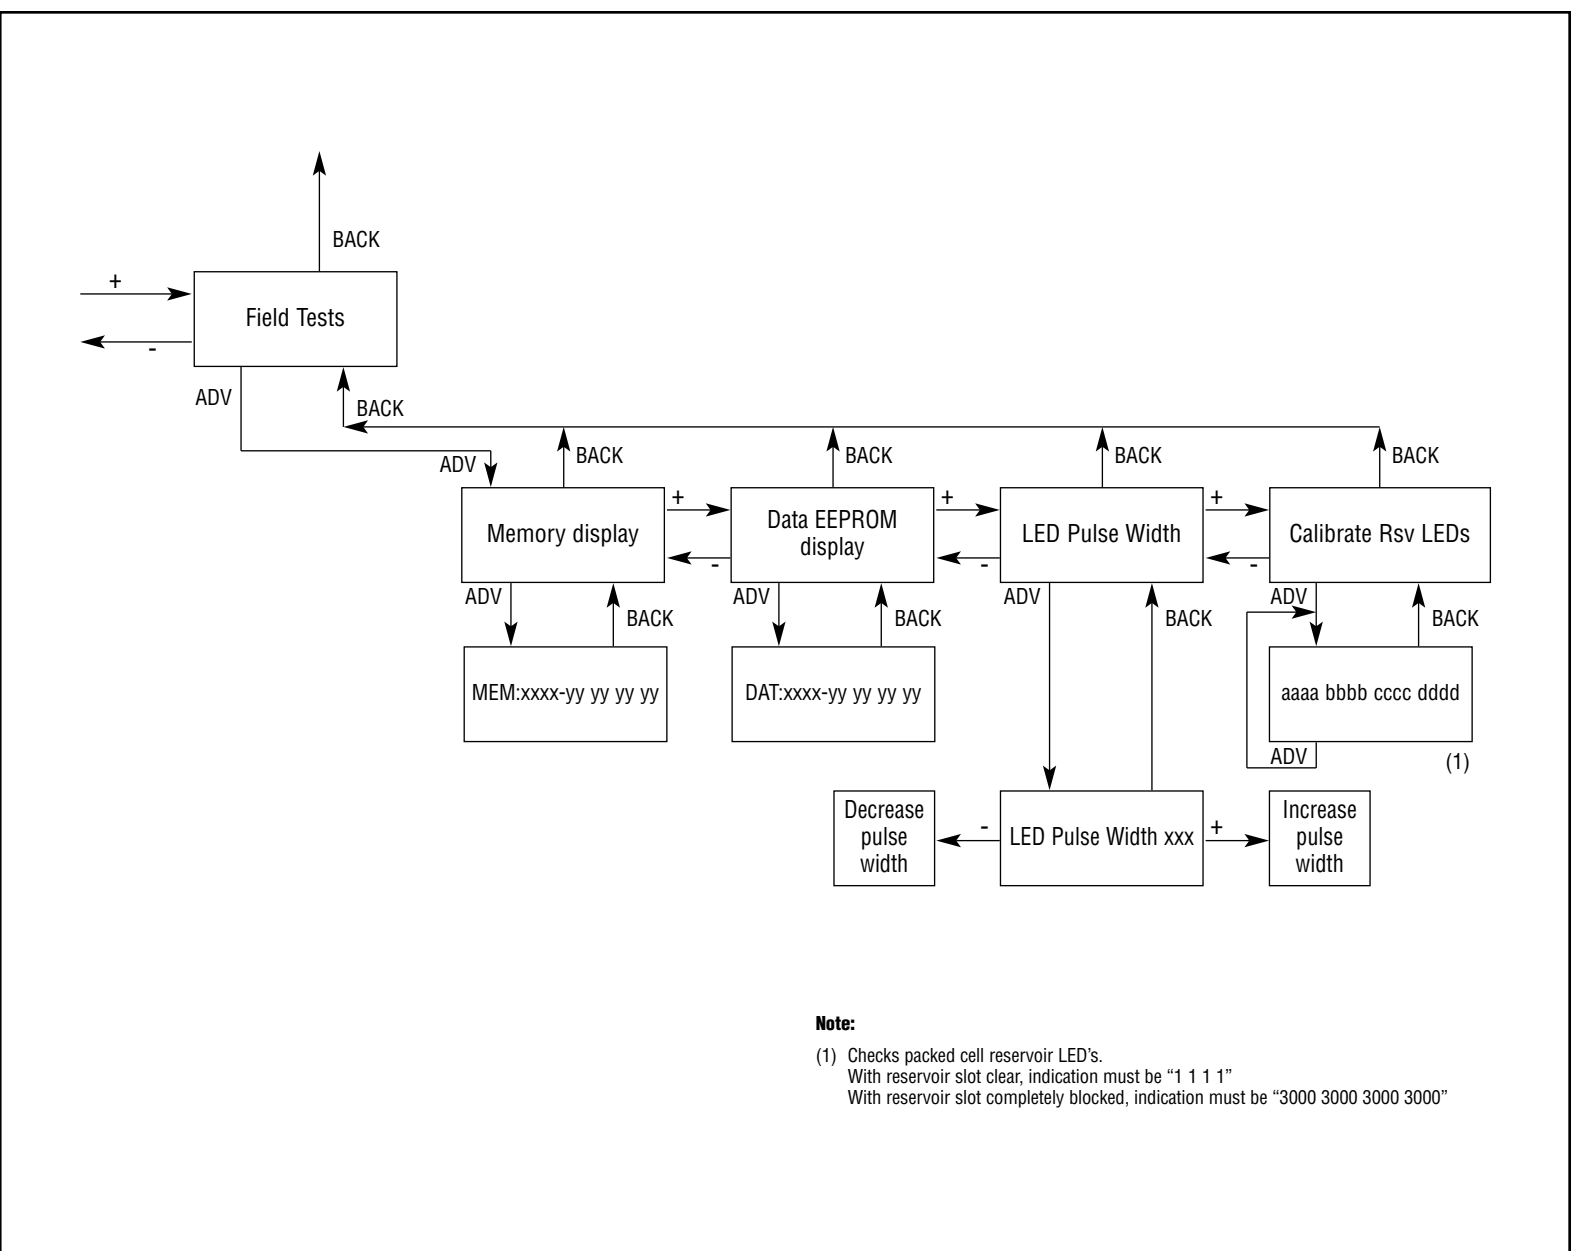 BACK
+
Field Tests
-
ADV
BACK
ADV
BACK
BACK
BACK
BACK
Memory display
+
-
Data EEPROM
display
+
-
LED Pulse Width
+
-
Calibrate Rsv LEDs
ADV
BACK
ADV
BACK
ADV
BACK
ADV
BACK
MEM:xxxx-yy yy yy yy
DAT:xxxx-yy yy yy yy
aaaa bbbb cccc dddd
ADV
(1)
Decrease
pulse
width
-
LED Pulse Width xxx
+
Increase
pulse
width
Note:
(1) Checks packed cell reservoir LED's.
With reservoir slot clear, indication must be “1 1 1 1”
With reservoir slot completely blocked, indication must be “3000 3000 3000 3000”